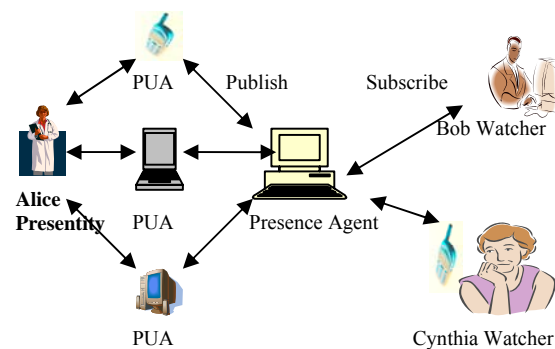 PUA
Publish
Subscribe
Bob Watcher
Alice
Presentity
PUA
Presence Agent
PUA
Cynthia Watcher